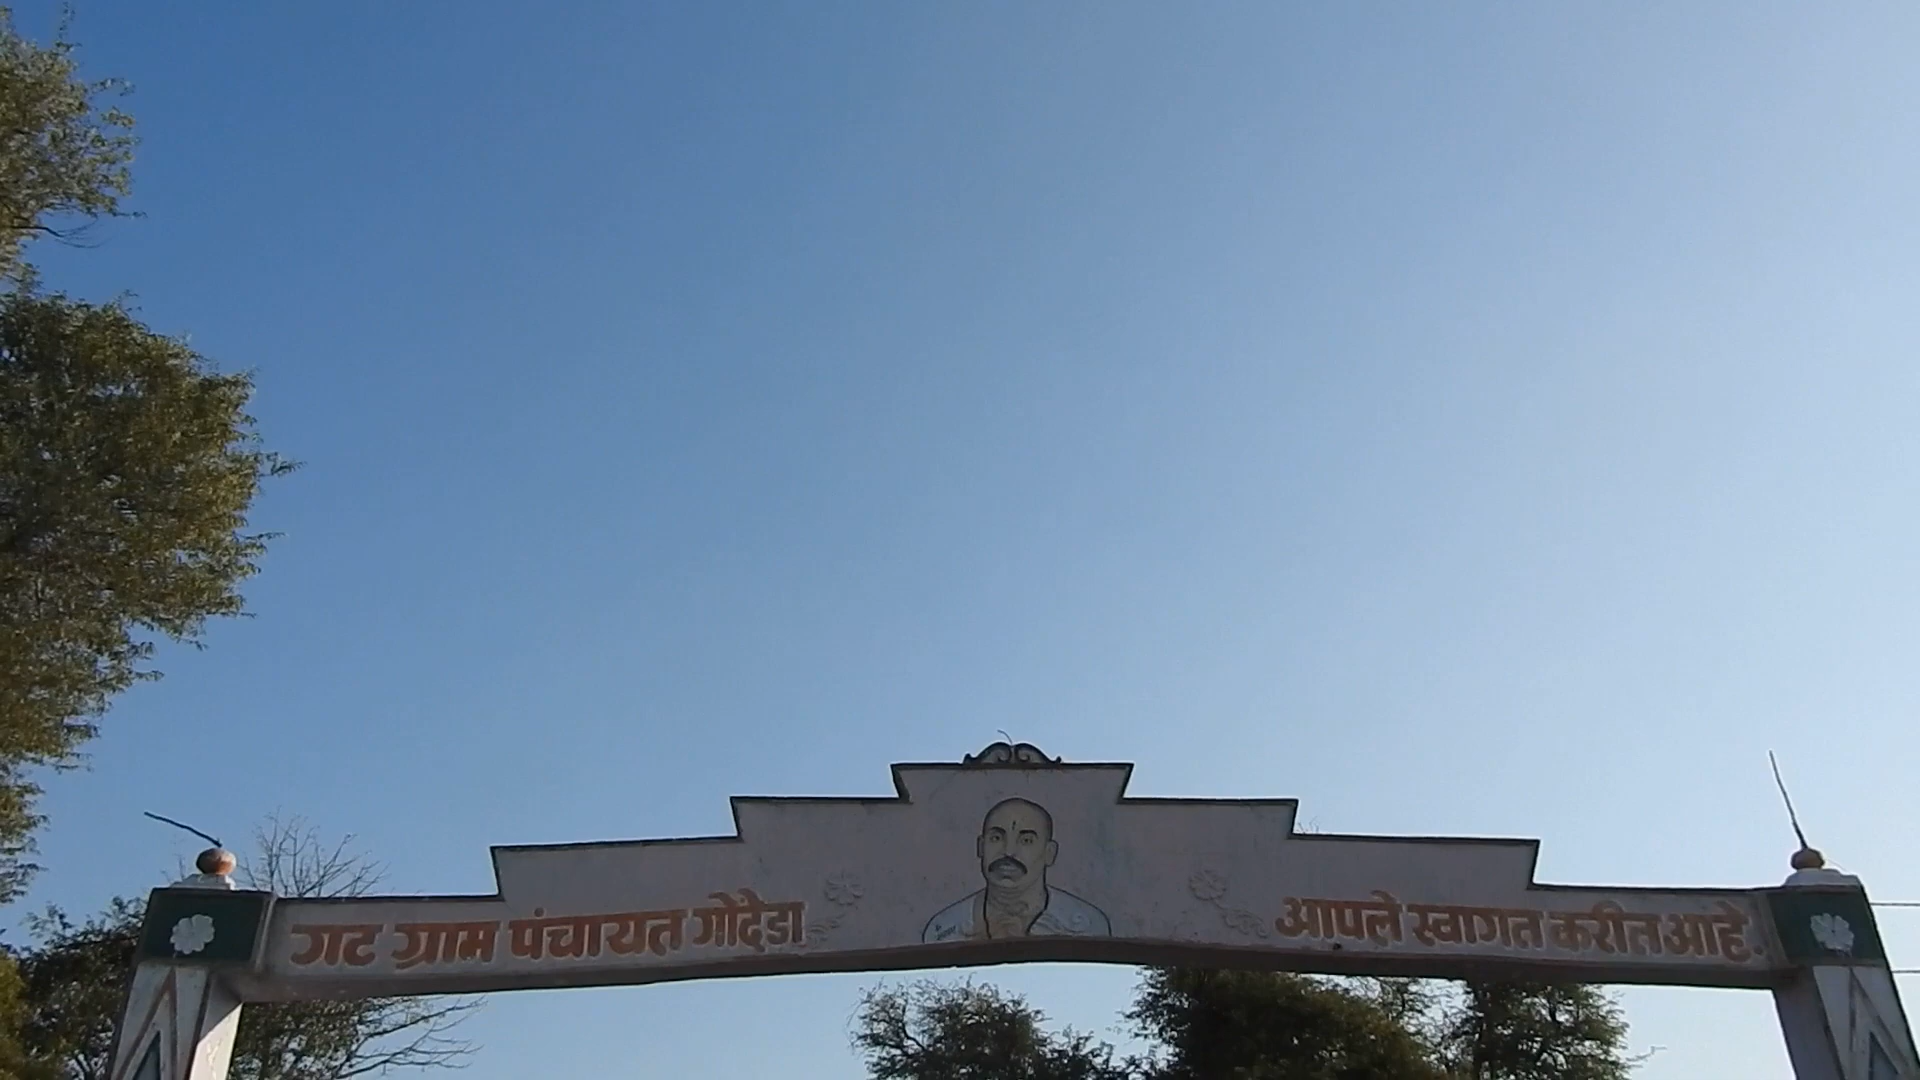 गट ग्राम पंचायत गोंदेडा
आपले स्वागत करीत आहे.